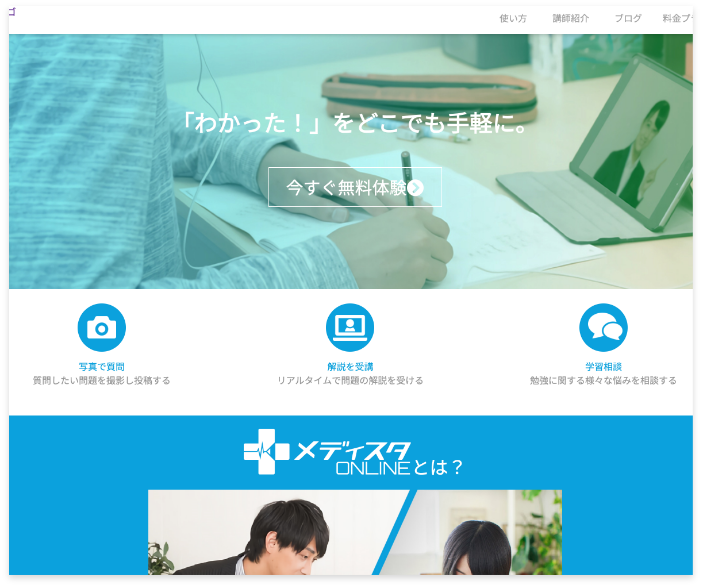 ゴ
使い方 講師紹介 ブログ 料金プ
「わかった！」をどこでも手軽に。
今すぐ無料体験
写真で質問
質問したい問題を撮影し投稿する
解説を受講
リアルタイムで問題の解説を受ける
学習相談
勉強に関する様々な悩みを相談する
メディスタ
ONLINEとは？